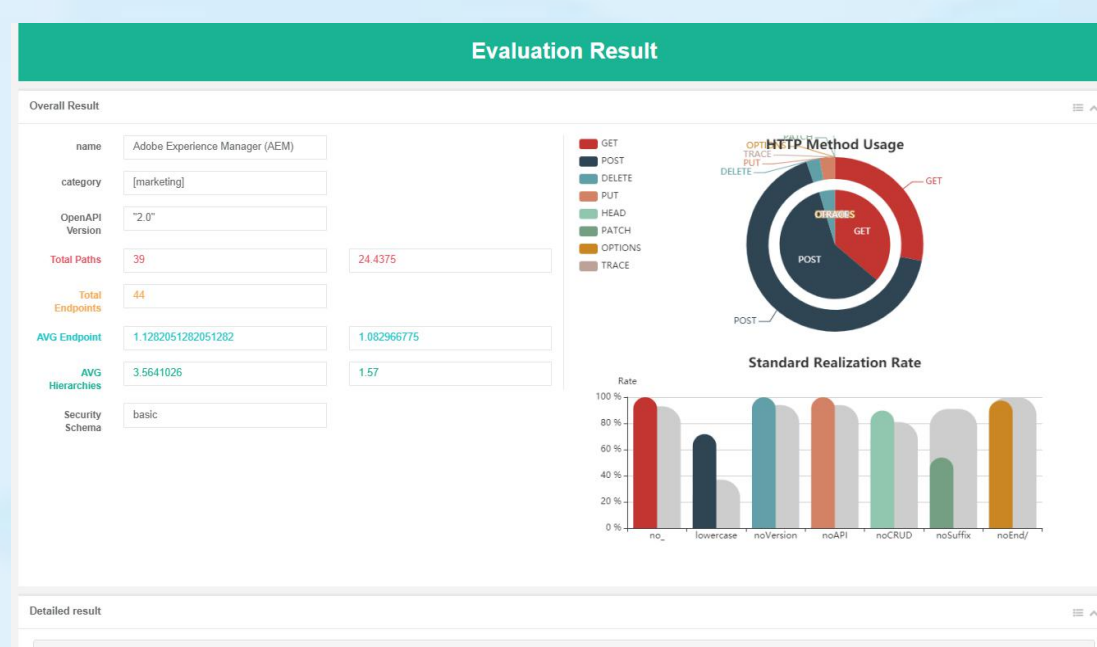 Evaluation Result
Overall Result
name
Adobe Experience Manager (AEM)
category
[marketing]
OpenAPI
Version
"2.0"
Total Paths
39
24.4375
Total
Endpoints
44
AVG Endpoint
1.1282051282051282
1.082966775
AVG
Hierarchies
3.5641026
1.57
Security
Schema
basic
GET
POST
DELETE
PUT
HEAD
PATCH
OPTIONS
TRACE
HTTP Method Usage
TRACE
PUT
DELETE
GET
GET
POST
POST
Standard Realization Rate
Rate
100 %
80 %
60 %
40 %
20 %
0 %
no_
lowercase
noVersion
noAPI
noCRUD
noSuffix
noEnd/
Detailed result